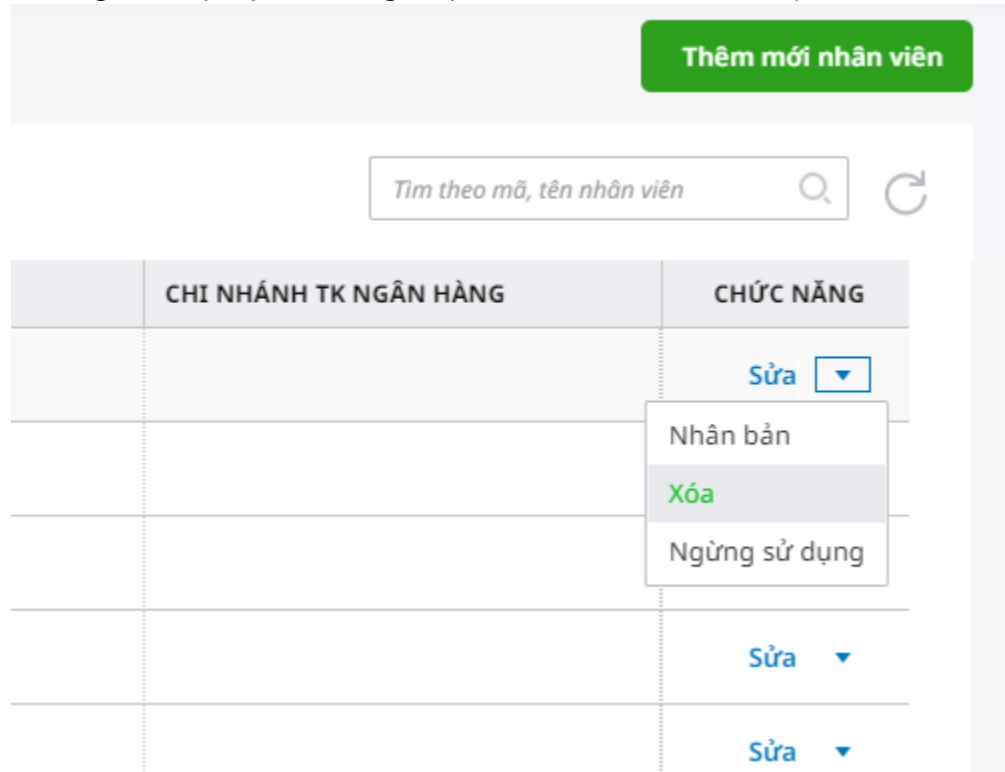 Thêm mới nhân viên
Tìm theo mã, tên nhân viên
CHI NHÁNH TK NGÂN HÀNG CHỨC NĂNG
Sửa
Nhân bản
Xóa
Ngừng sử dụng
Sửa
Sửa